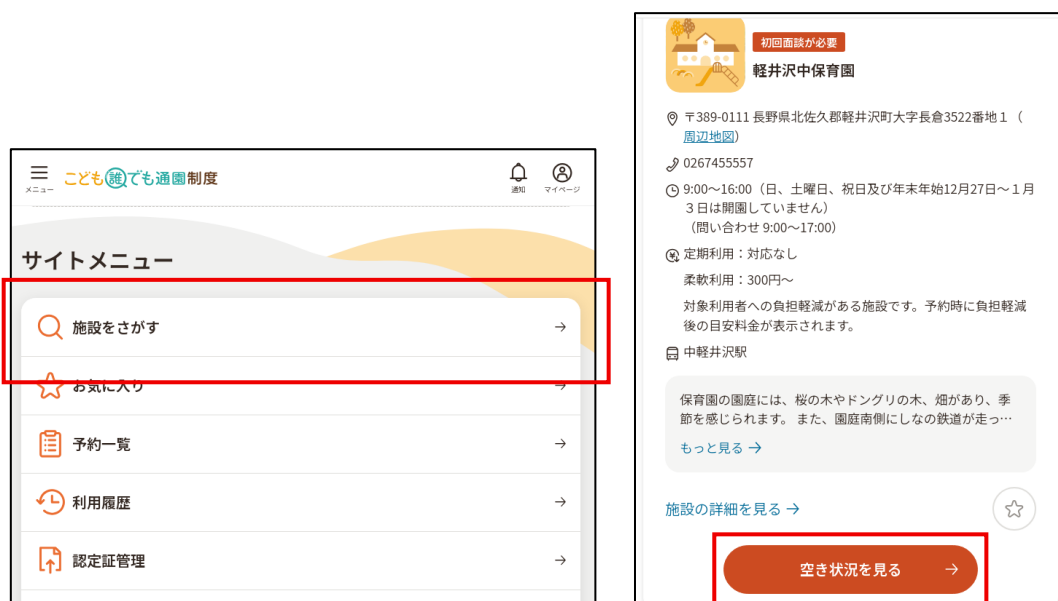 メニュー
こども誰でも通園制度
通知
マイページ
サイトメニュー
施設をさがす
お気に入り
予約一覧
利用履歴
認定証管理
初回面談が必要
軽井沢中保育園
〒389-0111 長野県北佐久郡軽井沢町大字長倉3522番地１（
周辺地図）
0267455557
9:00～16:00（日、土曜日、祝日及び年末年始12月27日～１月
３日は開園していません）
（問い合わせ 9:00～17:00）
定期利用：対応なし
柔軟利用：300円～
対象利用者への負担軽減がある施設です。予約時に負担軽減
後の目安料金が表示されます。
中軽井沢駅
保育園の園庭には、桜の木やドングリの木、畑があり、季
節を感じられます。 また、園庭南側にしなの鉄道が走っ…
もっと見る →
施設の詳細を見る →
空き状況を見る →